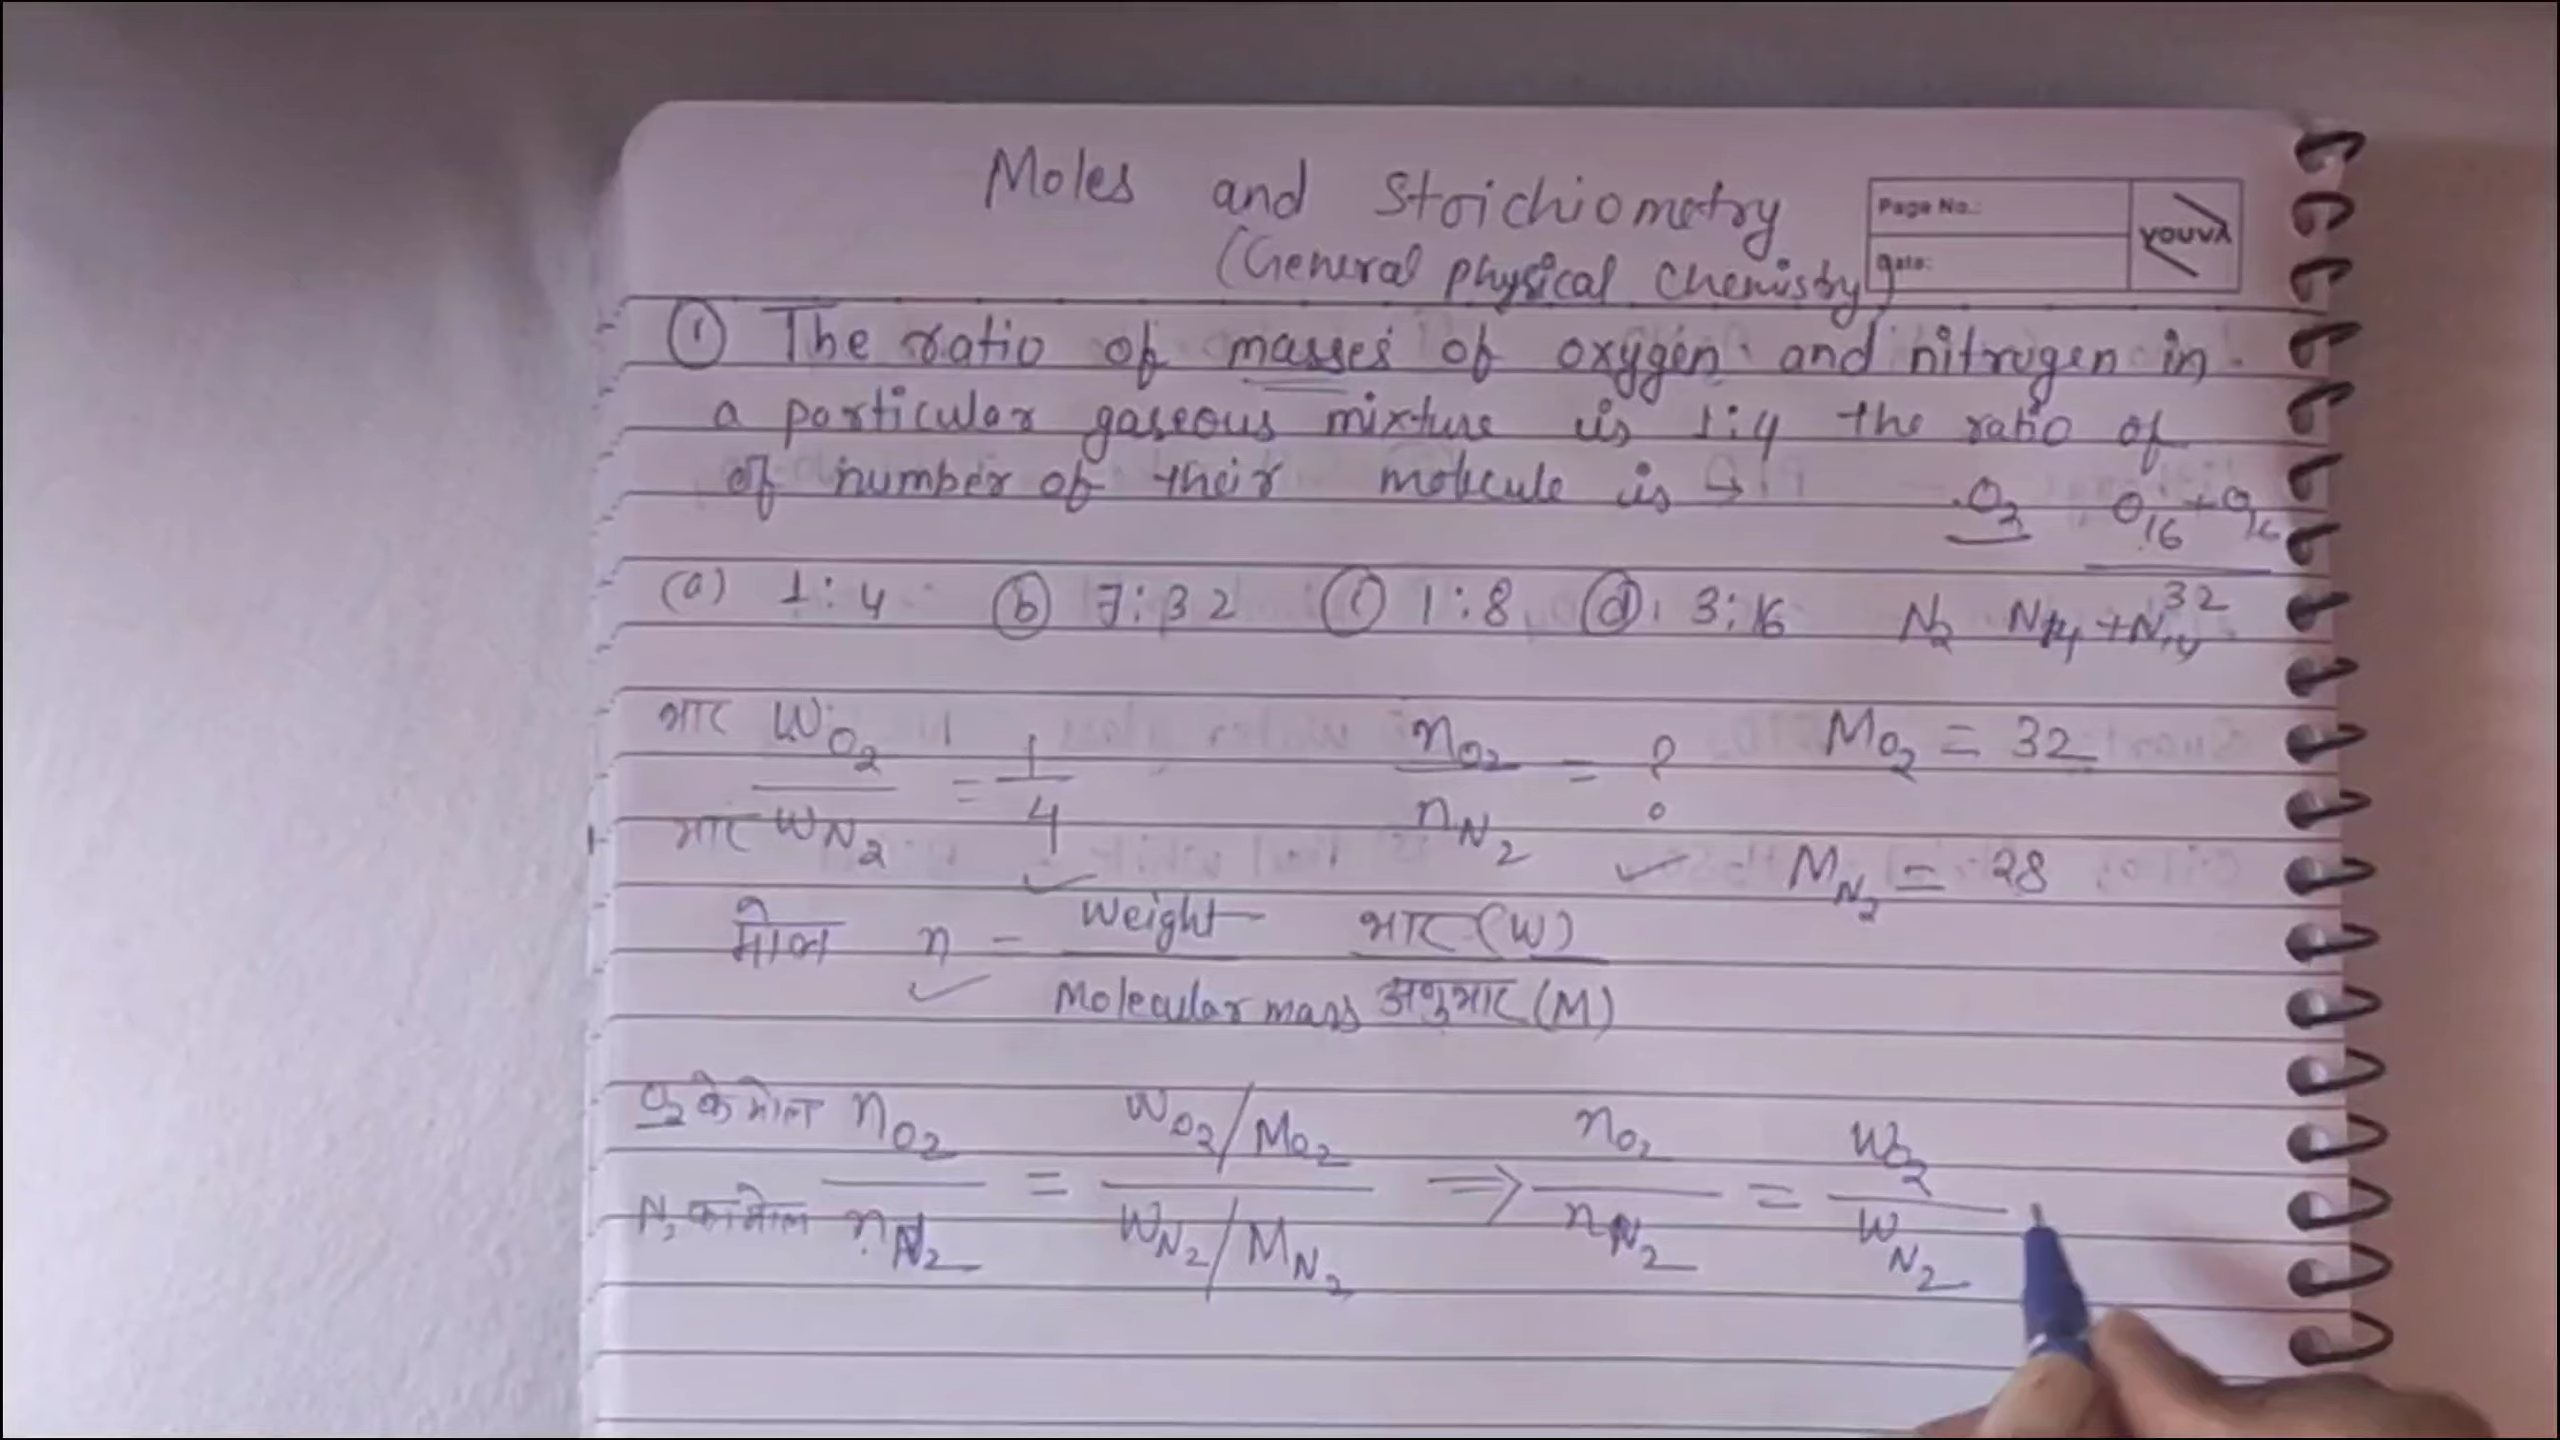 Moles and Stoichiometry
(General physical chemistry)
Page No.:
Date:
youva
① The ratio of masses of oxygen and nitrogen in
a particular gaseous mixture is 1:4 the ratio of
of number of their molecule is →
O2 O16 + O16
32
(a) 1:4 (b) 7:32 (c) 1:8 (d) 3:16
N2 N14 + N14
भार WO2 / भार WN2 = 1/4
nO2 / nN2 = ?
MO2 = 32
MN2 = 28
मोल n = Weight / Molecular mass भार (W) / अणुभार (M)
O2 के मोल nO2 / N2 का मोल nN2 = WO2/MO2 / WN2/MN2 ⇒ nO2 / nN2 = WO2 / WN2